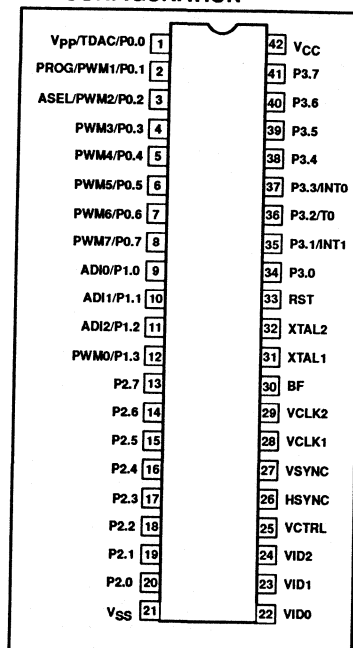 VPP/TDAC/P0.0 1 42 VCC
PROG/PWM1/P0.1 2 41 P3.7
ASEL/PWM2/P0.2 3 40 P3.6
PWM3/P0.3 4 39 P3.5
PWM4/P0.4 5 38 P3.4
PWM5/P0.5 6 37 P3.3/INT0
PWM6/P0.6 7 36 P3.2/T0
PWM7/P0.7 8 35 P3.1/INT1
ADI0/P1.0 9 34 P3.0
ADI1/P1.1 10 33 RST
ADI2/P1.2 11 32 XTAL2
PWM0/P1.3 12 31 XTAL1
P2.7 13 30 BF
P2.6 14 29 VCLK2
P2.5 15 28 VCLK1
P2.4 16 27 VSYNC
P2.3 17 26 HSYNC
P2.2 18 25 VCTRL
P2.1 19 24 VID2
P2.0 20 23 VID1
VSS 21 22 VID0